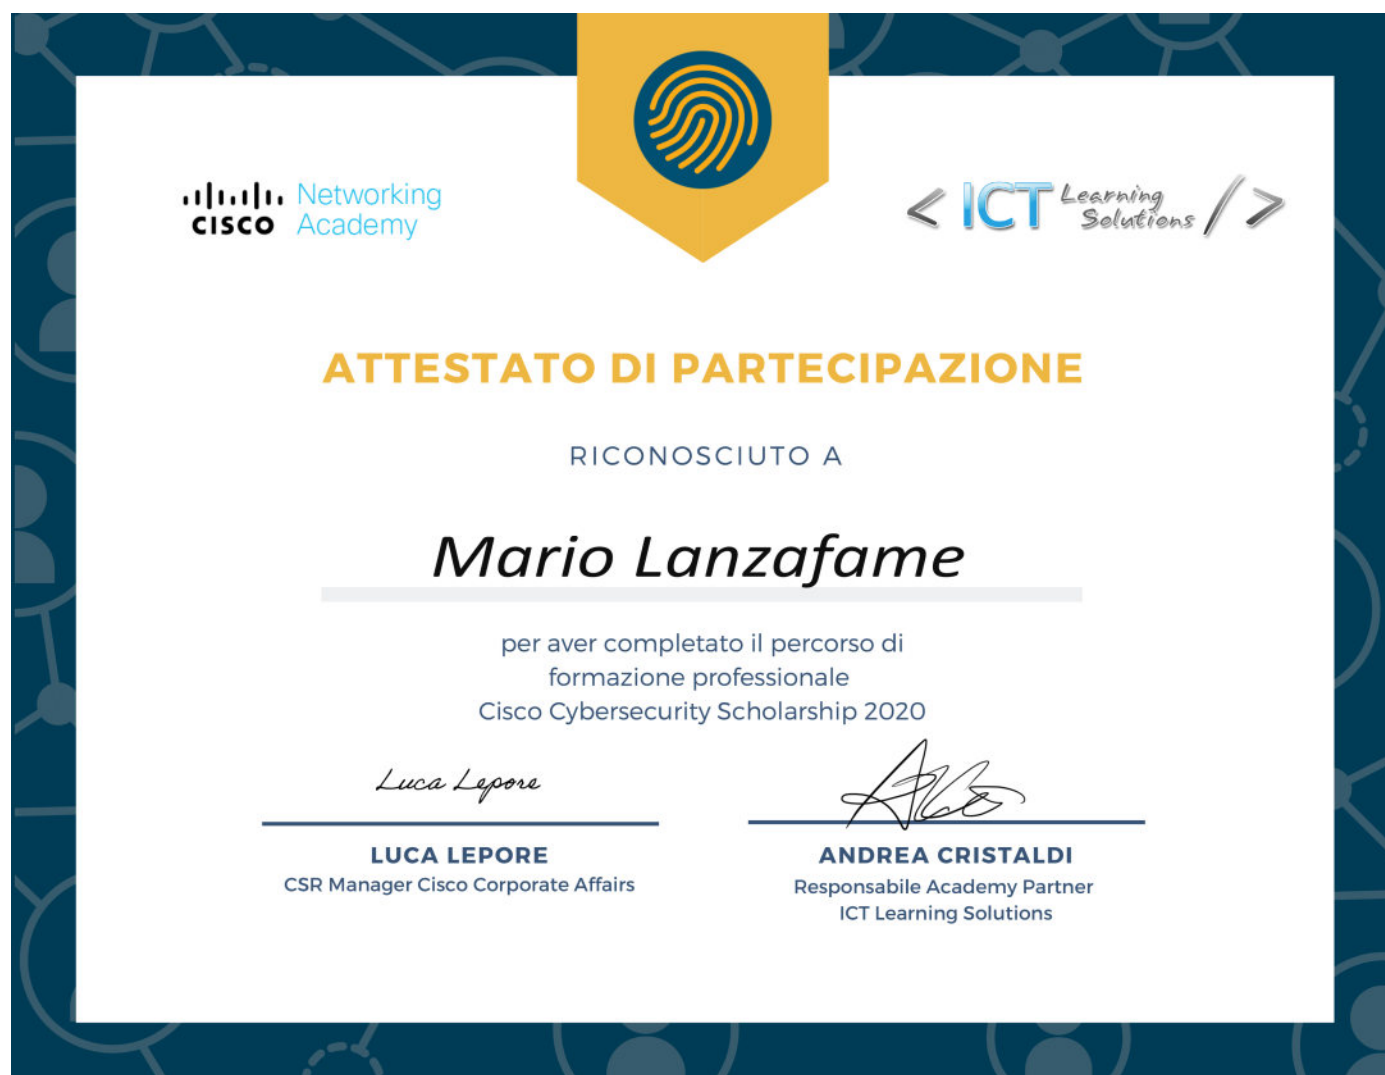 CISCO Networking Academy
< ICT Learning Solutions />
ATTESTATO DI PARTECIPAZIONE
RICONOSCIUTO A
Mario Lanzafame
per aver completato il percorso di
formazione professionale
Cisco Cybersecurity Scholarship 2020
Luca Lepore
LUCA LEPORE
CSR Manager Cisco Corporate Affairs
ANDREA CRISTALDI
Responsabile Academy Partner
ICT Learning Solutions